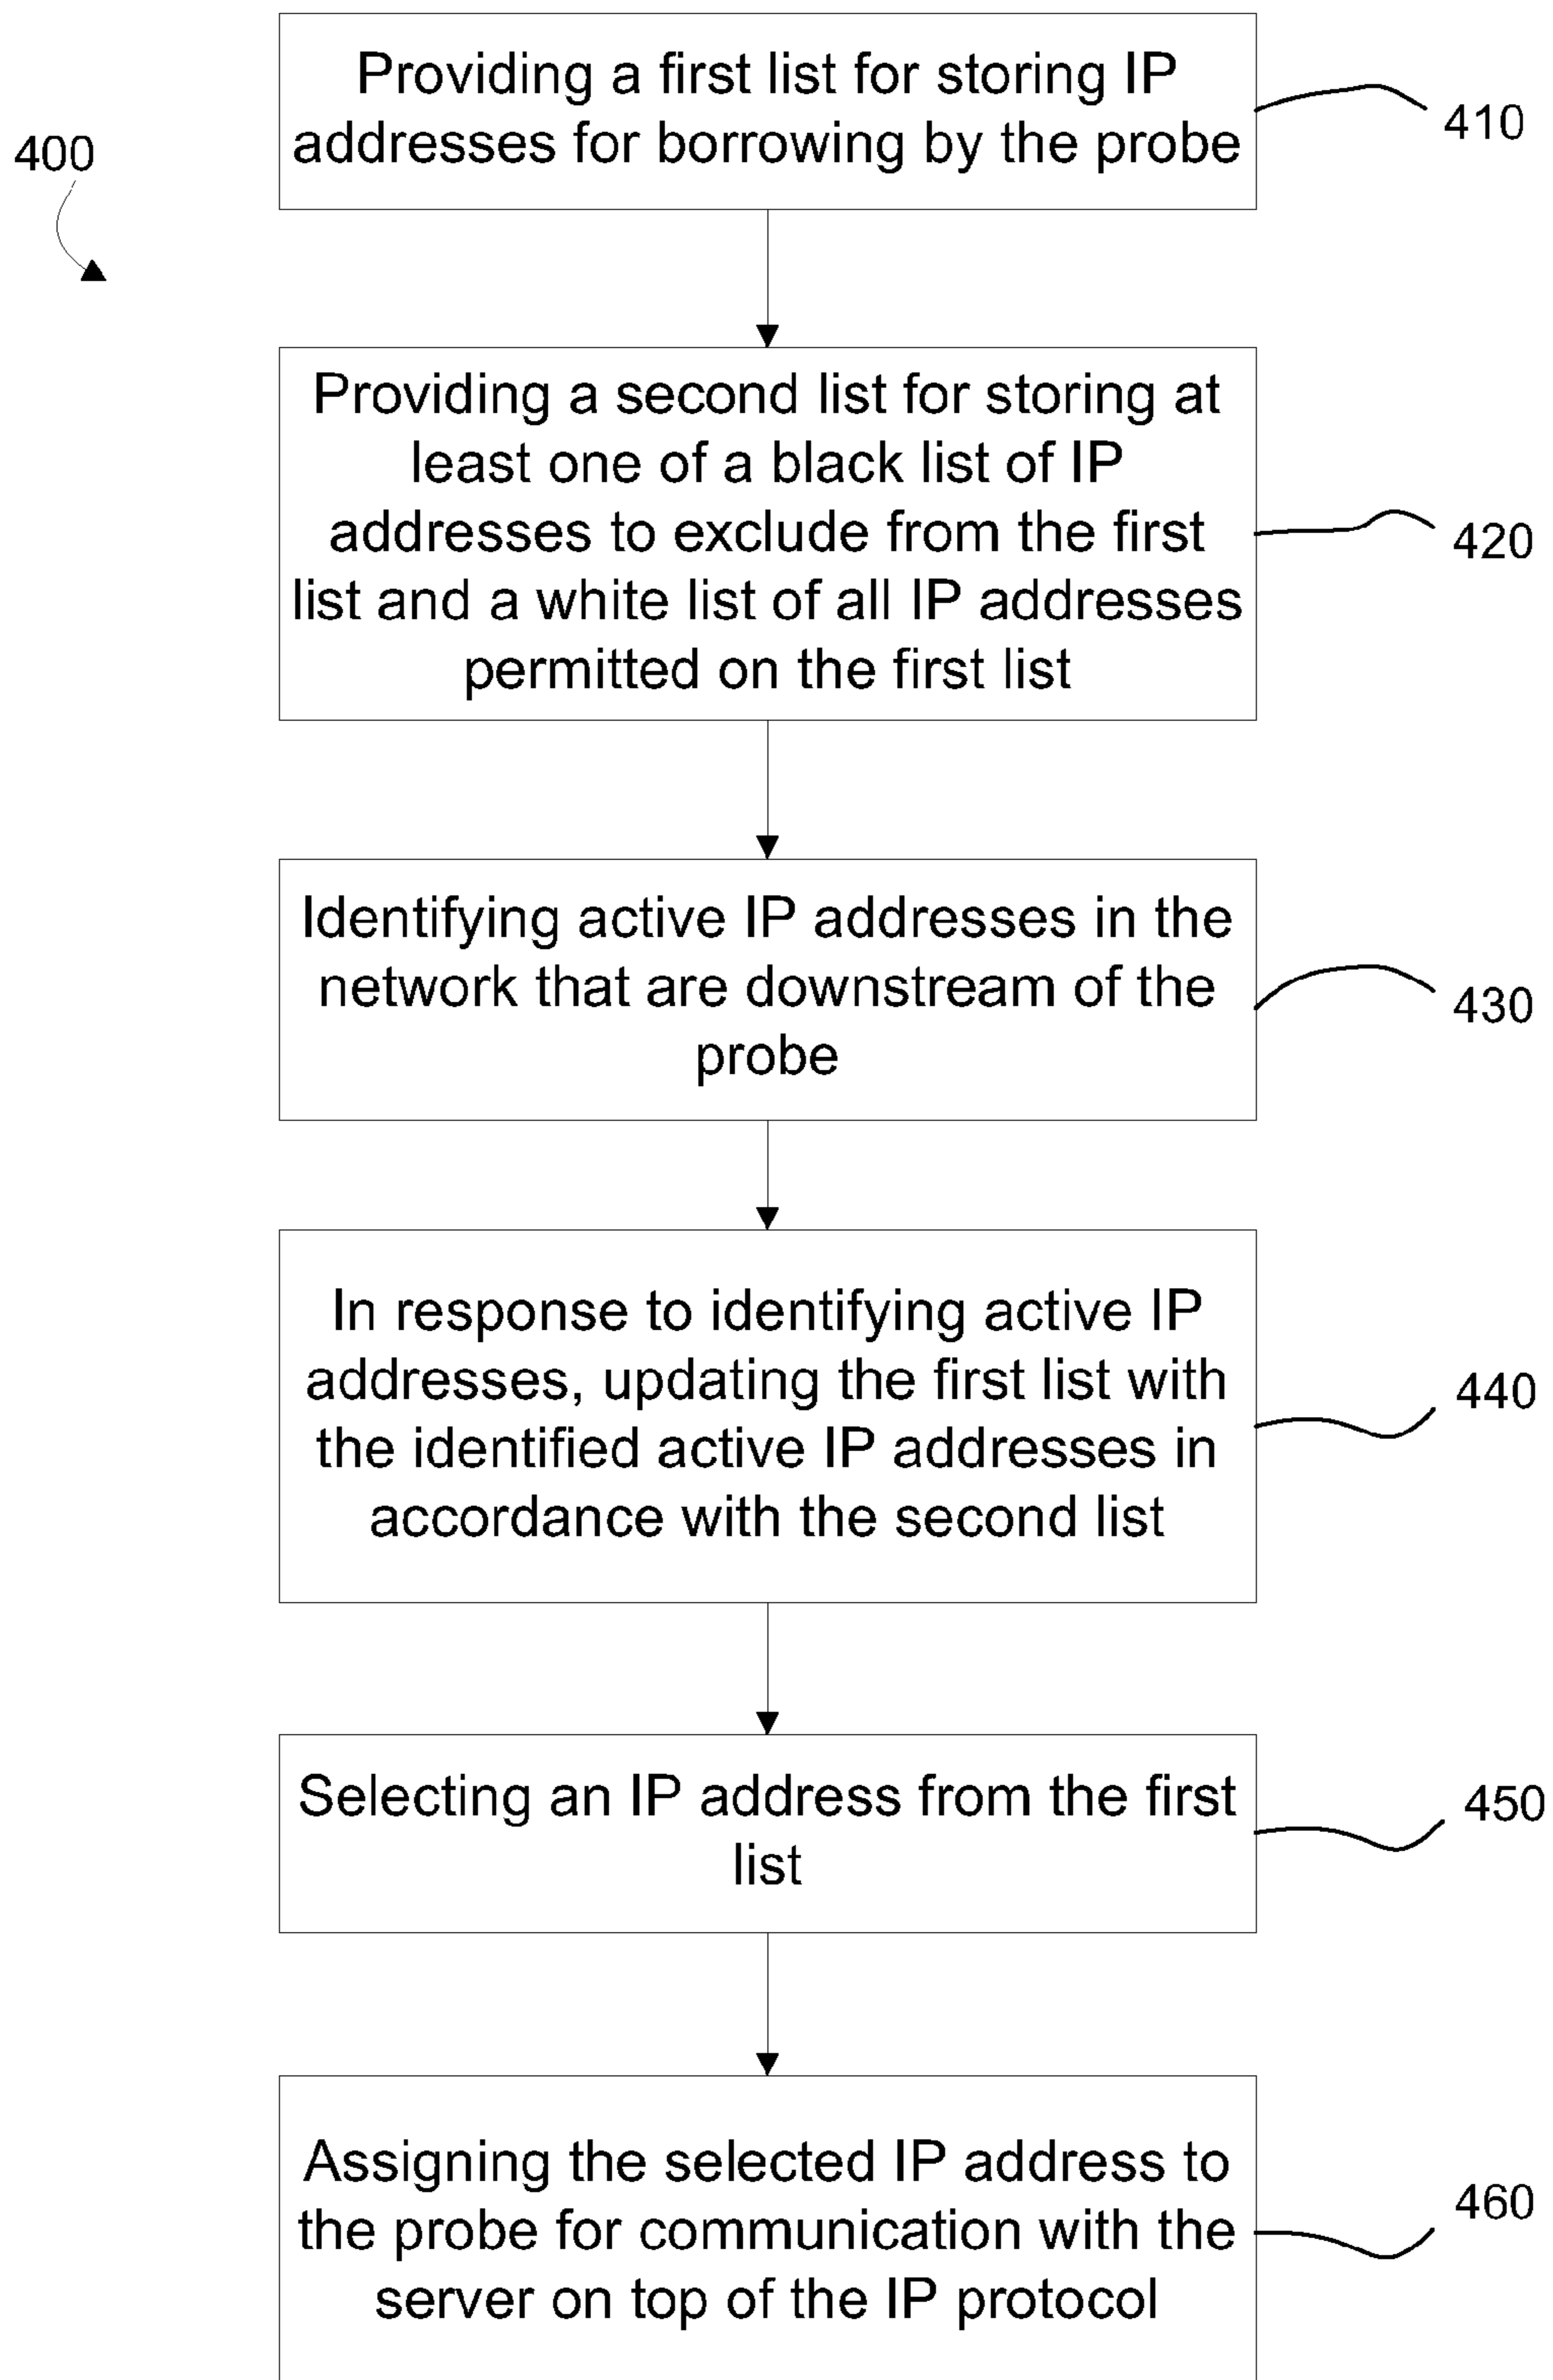 400
Providing a first list for storing IP
addresses for borrowing by the probe
410
Providing a second list for storing at
least one of a black list of IP
addresses to exclude from the first
list and a white list of all IP addresses
permitted on the first list
420
Identifying active IP addresses in the
network that are downstream of the
probe
430
In response to identifying active IP
addresses, updating the first list with
the identified active IP addresses in
accordance with the second list
440
Selecting an IP address from the first
list
450
Assigning the selected IP address to
the probe for communication with the
server on top of the IP protocol
460